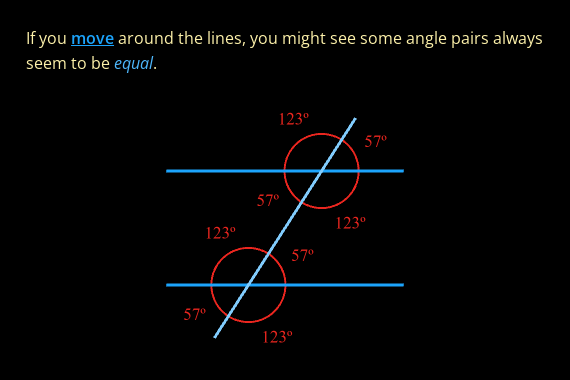 If you move around the lines, you might see some angle pairs always
seem to be equal.
123º
57º
57º
123º
123º
57º
57º
123º